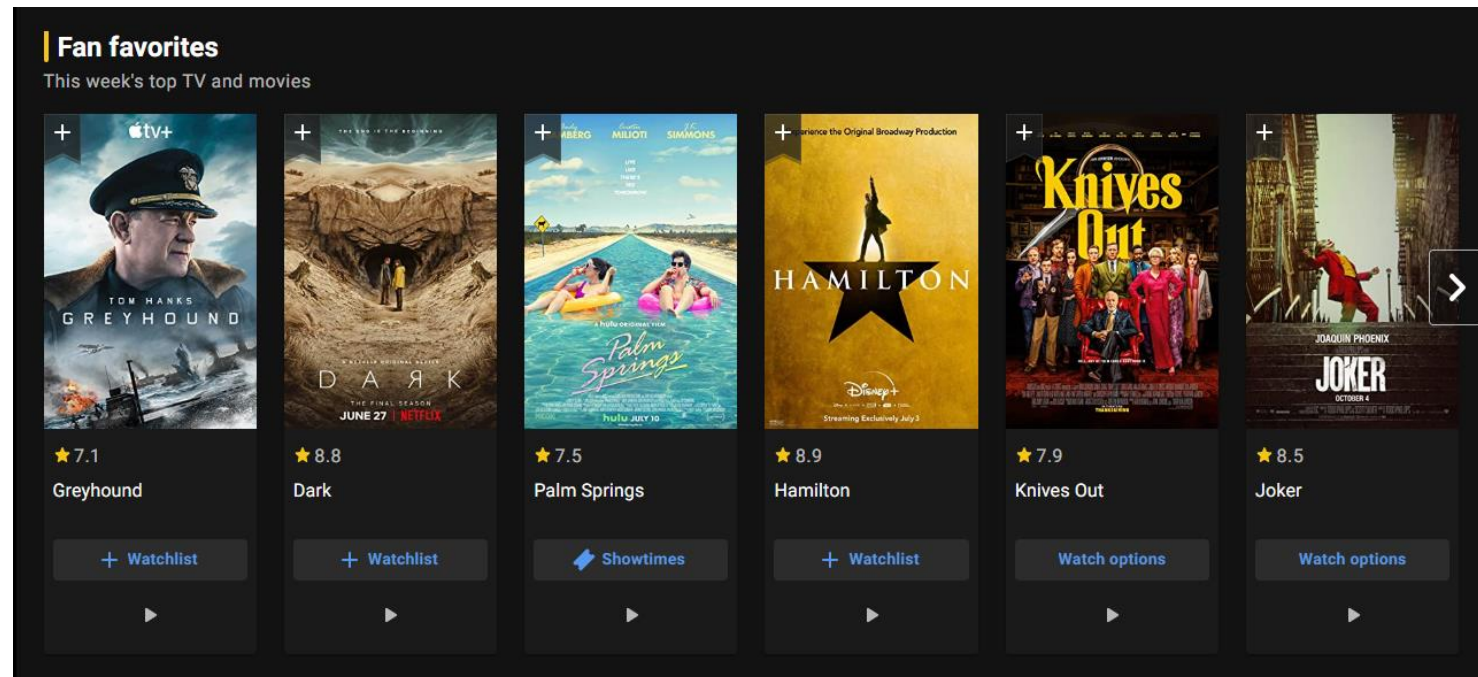 Fan favorites
This week's top TV and movies
tv+
TOM HANKS
GREYHOUND
THE END IS THE BEGINNING
A NETFLIX ORIGINAL SERIES
DARK
THE FINAL SEASON
JUNE 27 | NETFLIX
MILIOTI SIMMONS
A hulu ORIGINAL FILM
Palm
Springs
hulu JULY 10
the Original Broadway Production
HAMILTON
Disney+
Streaming Exclusively July 3
Knives
Out
JOAQUIN PHOENIX
JOKER
OCTOBER 4
7.1
8.8
7.5
8.9
7.9
8.5
Greyhound
Dark
Palm Springs
Hamilton
Knives Out
Joker
+ Watchlist
+ Watchlist
Showtimes
+ Watchlist
Watch options
Watch options